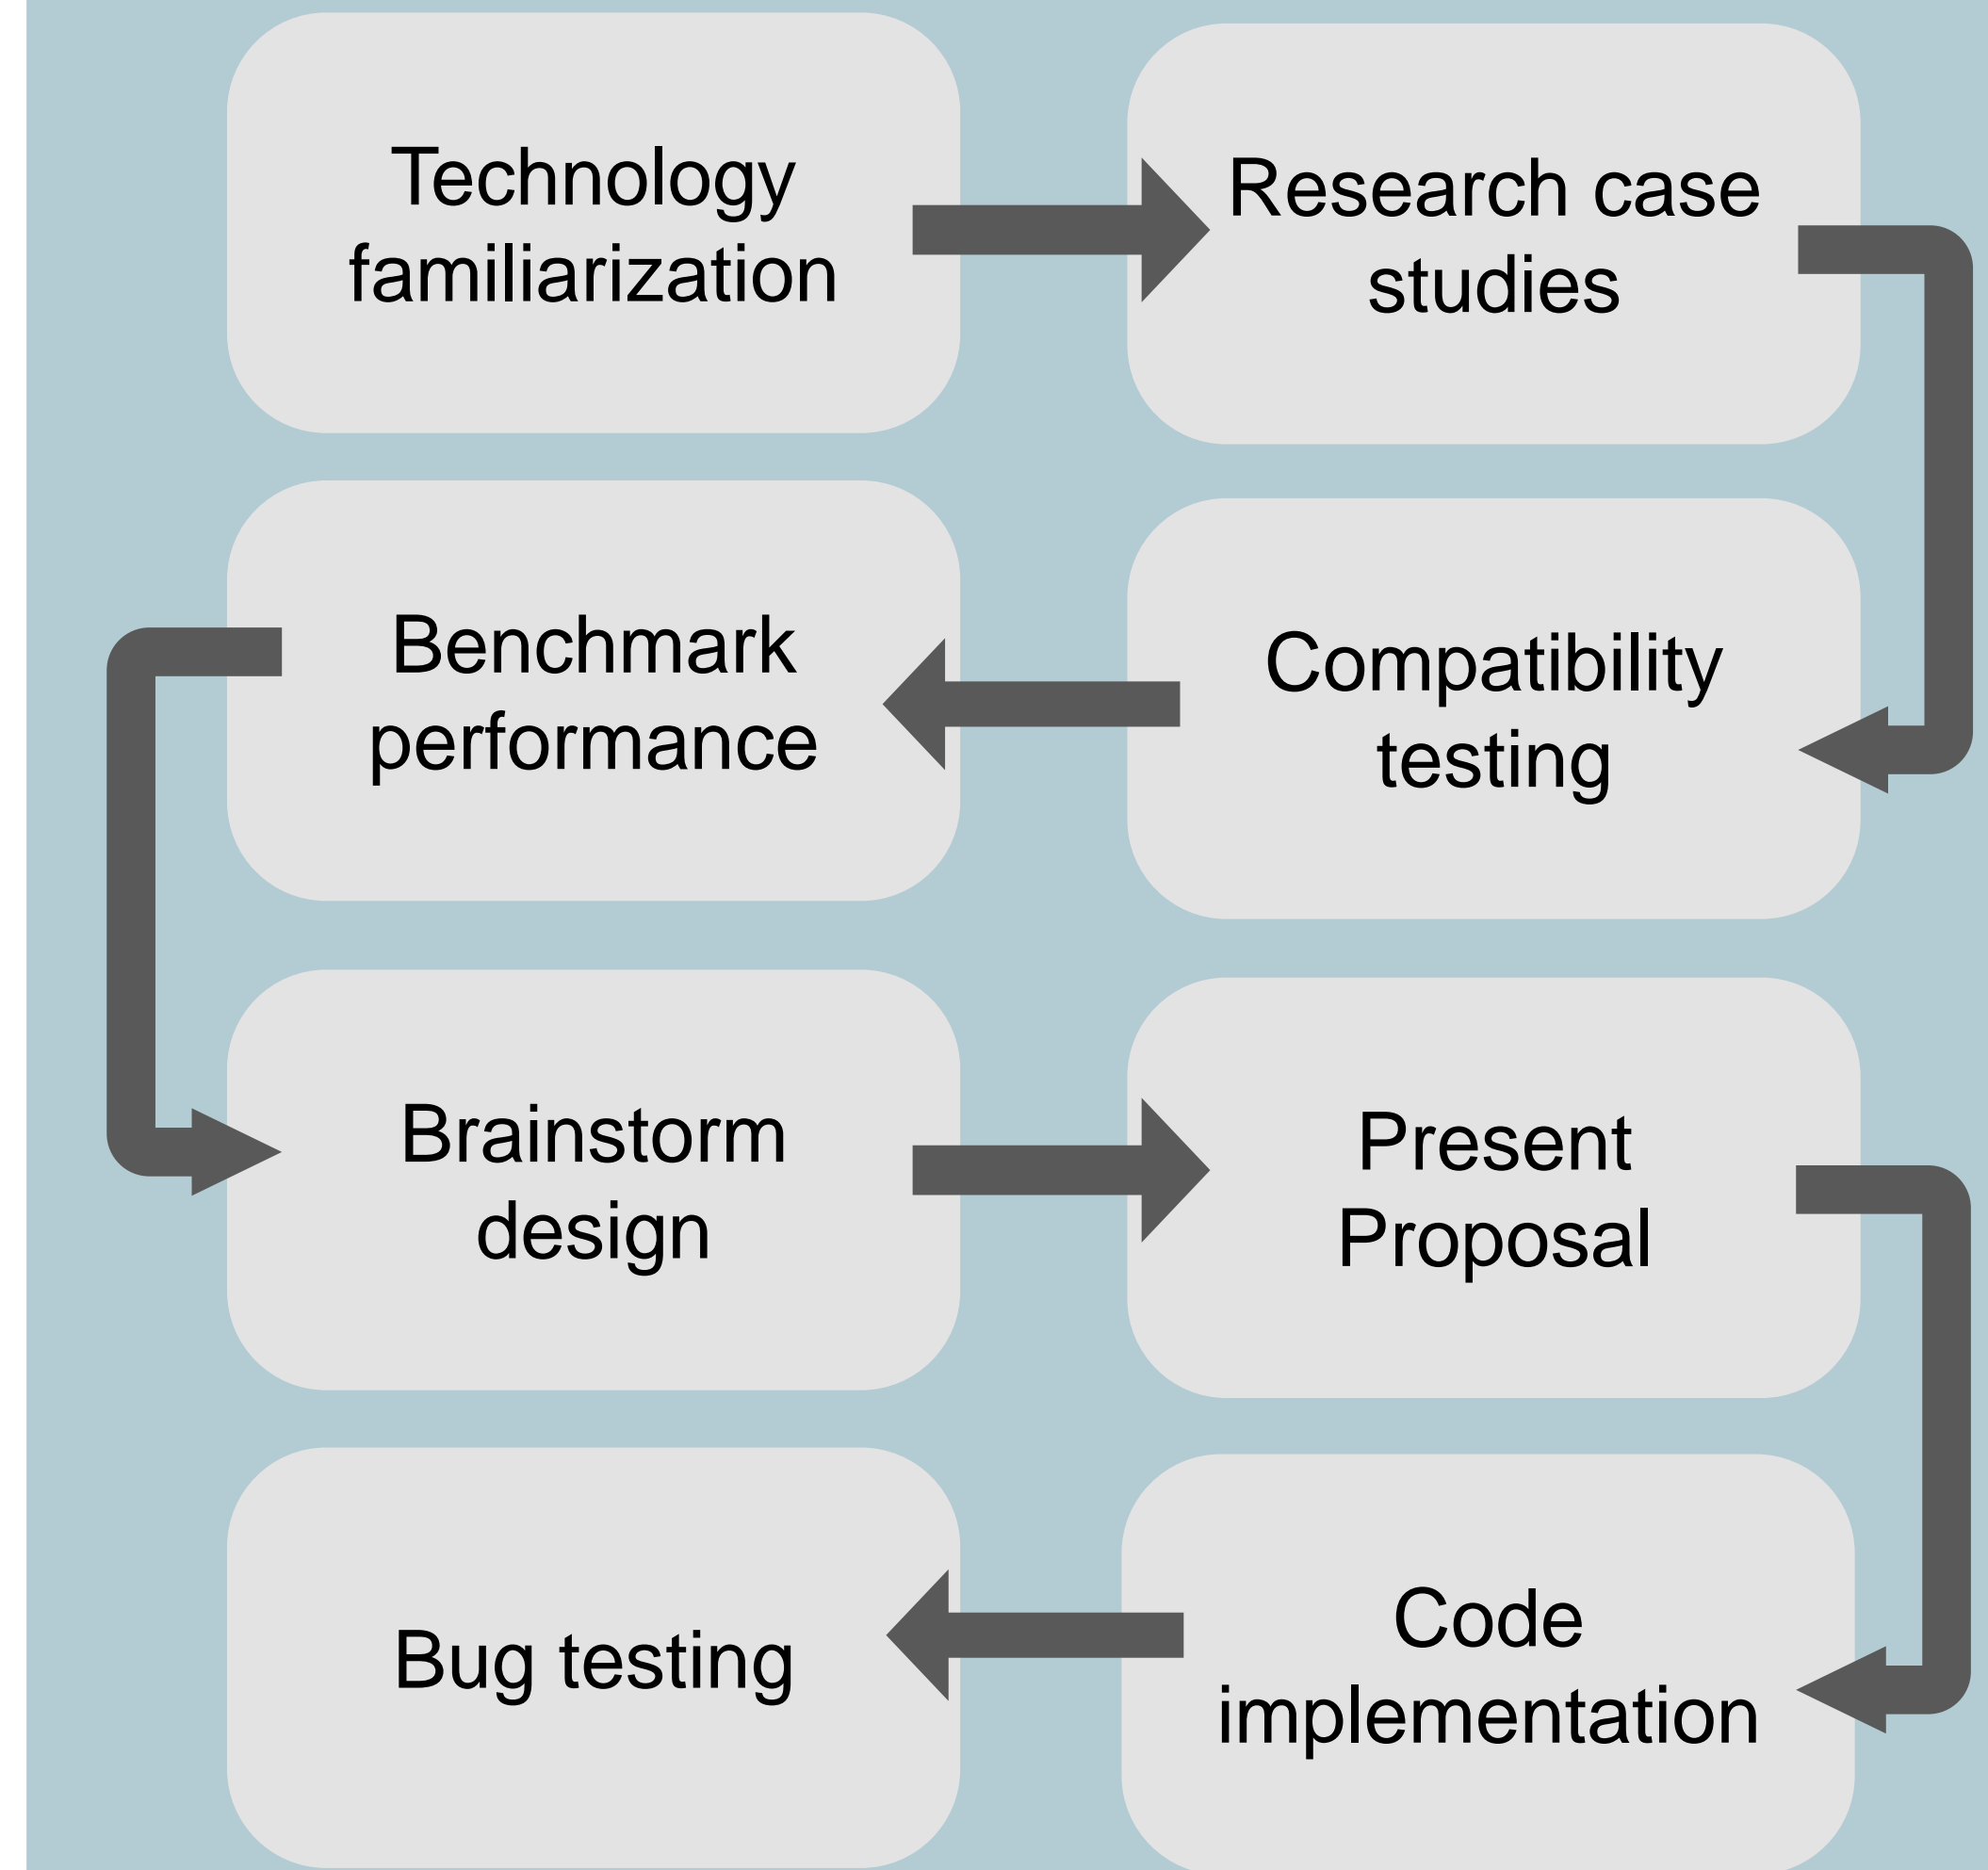 Technology
familiarization
Research case
studies
Compatibility
testing
Benchmark
performance
Brainstorm
design
Present
Proposal
Code
implementation
Bug testing